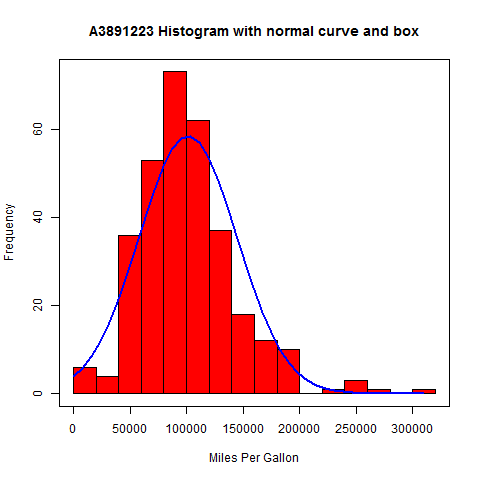 A3891223 Histogram with normal curve and box
Frequency
60
40
20
0
0 50000 100000 150000 200000 250000 300000
Miles Per Gallon